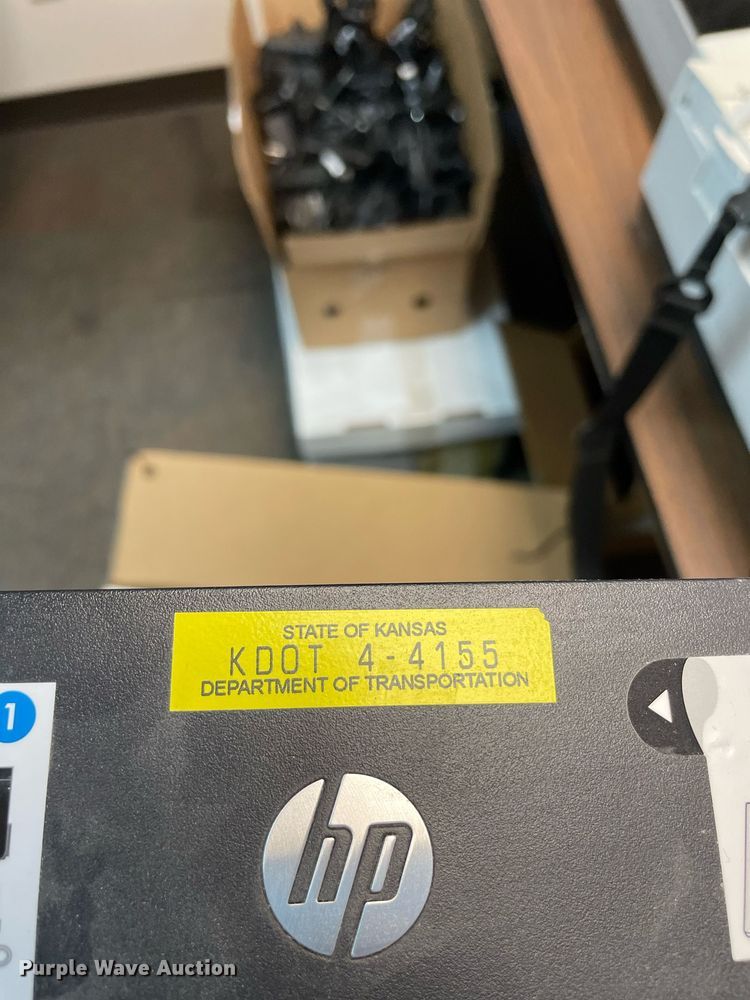 STATE OF KANSAS
KDOT 4-4155
DEPARTMENT OF TRANSPORTATION
1
hp
Purple Wave Auction